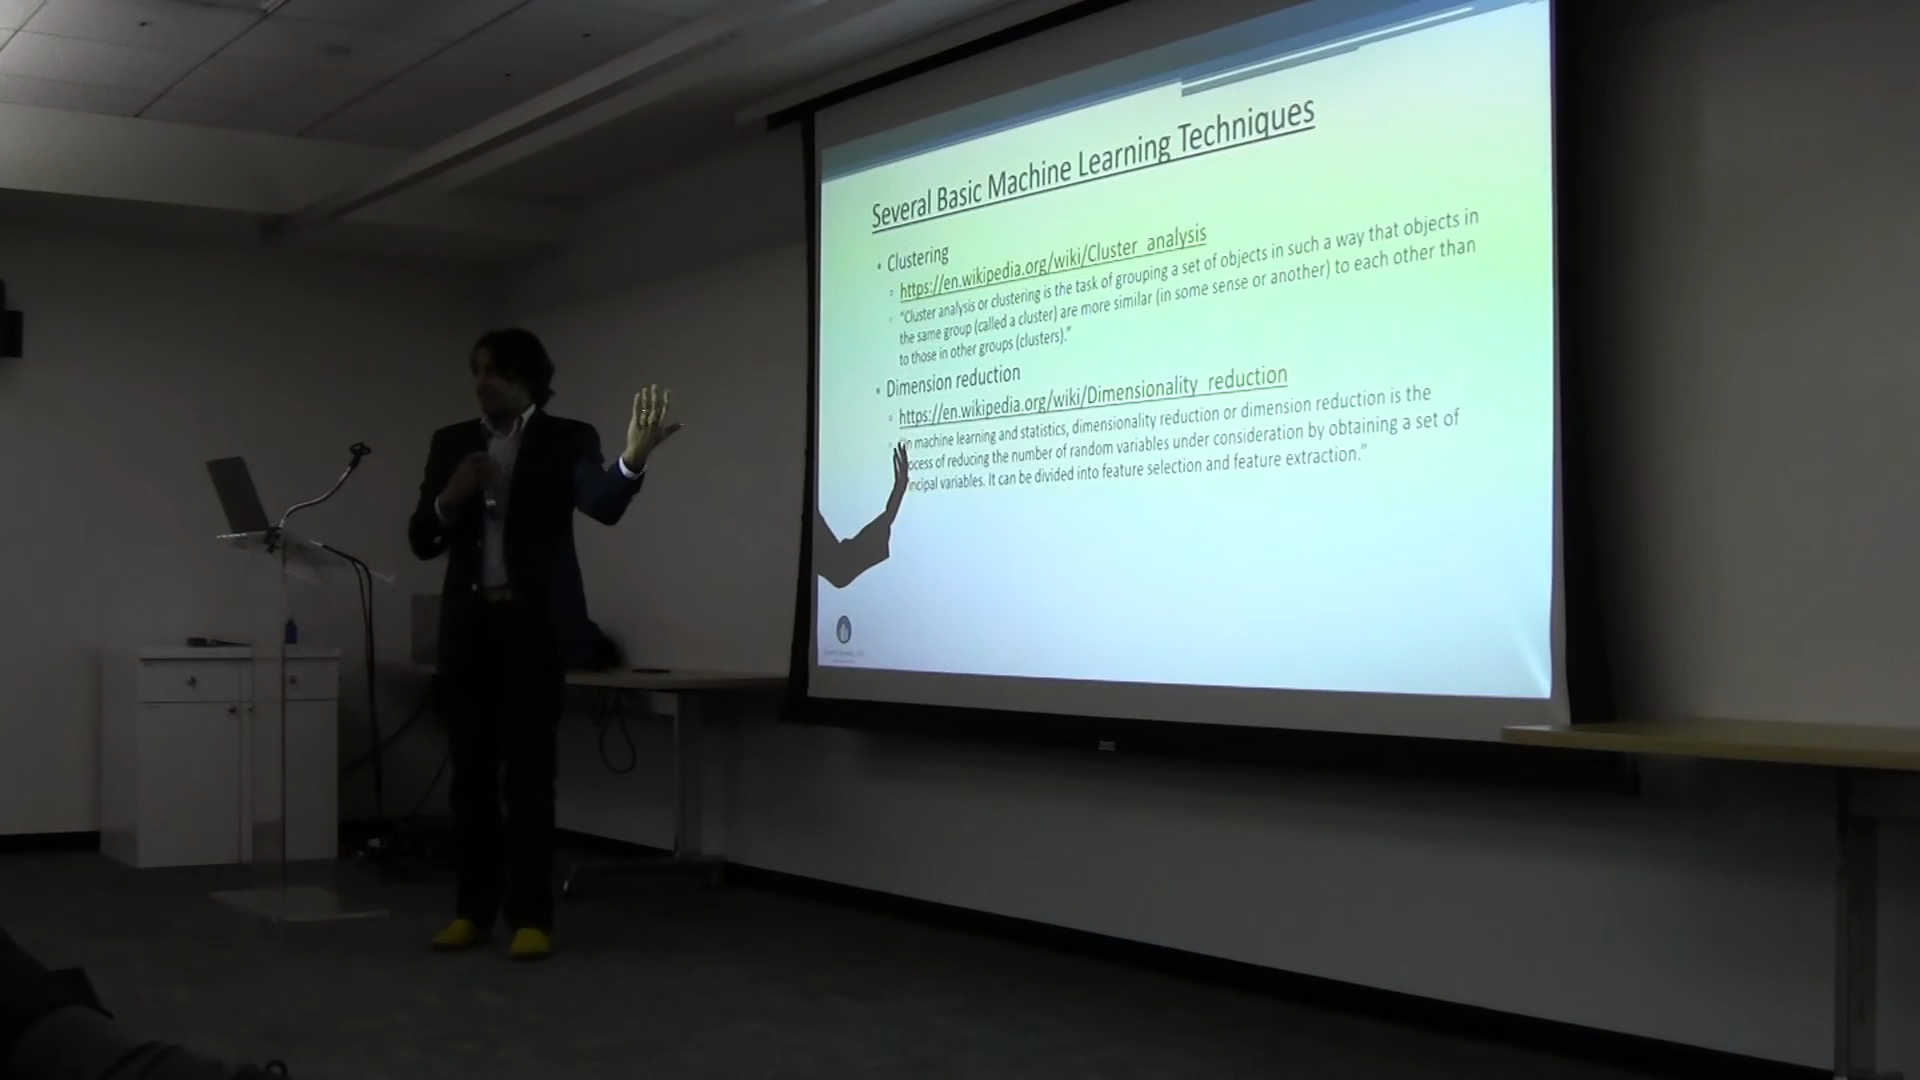 Several Basic Machine Learning Techniques
• Clustering
▫ https://en.wikipedia.org/wiki/Cluster_analysis
▫ "Cluster analysis or clustering is the task of grouping a set of objects in such a way that objects in
the same group (called a cluster) are more similar (in some sense or another) to each other than
to those in other groups (clusters)."
• Dimension reduction
▫ https://en.wikipedia.org/wiki/Dimensionality_reduction
▫ machine learning and statistics, dimensionality reduction or dimension reduction is the
of reducing the number of random variables under consideration by obtaining a set of
variables. It can be divided into feature selection and feature extraction."